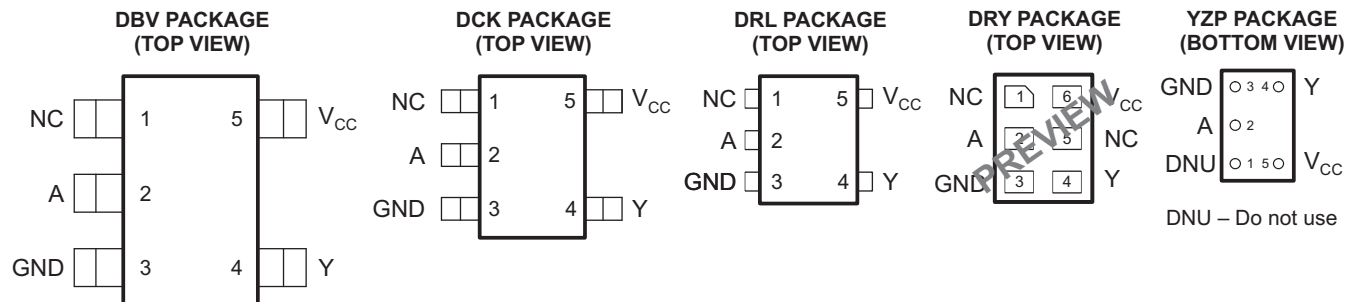 DBV PACKAGE
(TOP VIEW)
NC 1 5 VCC
A 2
GND 3 4 Y
DCK PACKAGE
(TOP VIEW)
NC 1 5 VCC
A 2
GND 3 4 Y
DRL PACKAGE
(TOP VIEW)
NC 1 5 VCC
A 2
GND 3 4 Y
DRY PACKAGE
(TOP VIEW)
NC 1 6 VCC
A 2 5 NC
GND 3 4 Y
PREVIEW
YZP PACKAGE
(BOTTOM VIEW)
GND 3 4 Y
A 2
DNU 1 5 VCC
DNU – Do not use